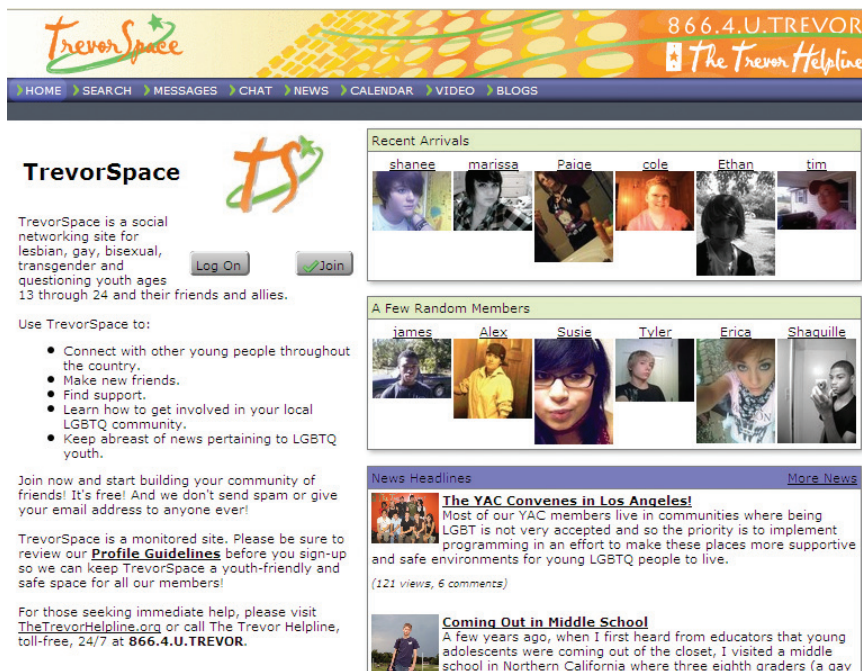 TrevorSpace
866.4.U.TREVOR
The Trevor Helpline
HOME SEARCH MESSAGES CHAT NEWS CALENDAR VIDEO BLOGS
TrevorSpace
TS
TrevorSpace is a social
networking site for
lesbian, gay, bisexual,
transgender and
questioning youth ages
13 through 24 and their friends and allies.
Log On
Join
Use TrevorSpace to:
• Connect with other young people throughout
the country.
• Make new friends.
• Find support.
• Learn how to get involved in your local
LGBTQ community.
• Keep abreast of news pertaining to LGBTQ
youth.
Join now and start building your community of
friends! It's free! And we don't send spam or give
your email address to anyone ever!
TrevorSpace is a monitored site. Please be sure to
review our Profile Guidelines before you sign-up
so we can keep TrevorSpace a youth-friendly and
safe space for all our members!
For those seeking immediate help, please visit
TheTrevorHelpline.org or call The Trevor Helpline,
toll-free, 24/7 at 866.4.U.TREVOR.
Recent Arrivals
shanee marissa Paige cole Ethan tim
A Few Random Members
james Alex Susie Tyler Erica Shaquille
News Headlines More News
The YAC Convenes in Los Angeles!
Most of our YAC members live in communities where being
LGBT is not very accepted and so the priority is to implement
programming in an effort to make these places more supportive
and safe environments for young LGBTQ people to live.
(121 views, 6 comments)
Coming Out in Middle School
A few years ago, when I first heard from educators that young
adolescents were coming out of the closet, I visited a middle
school in Northern California where three eighth graders (a gay